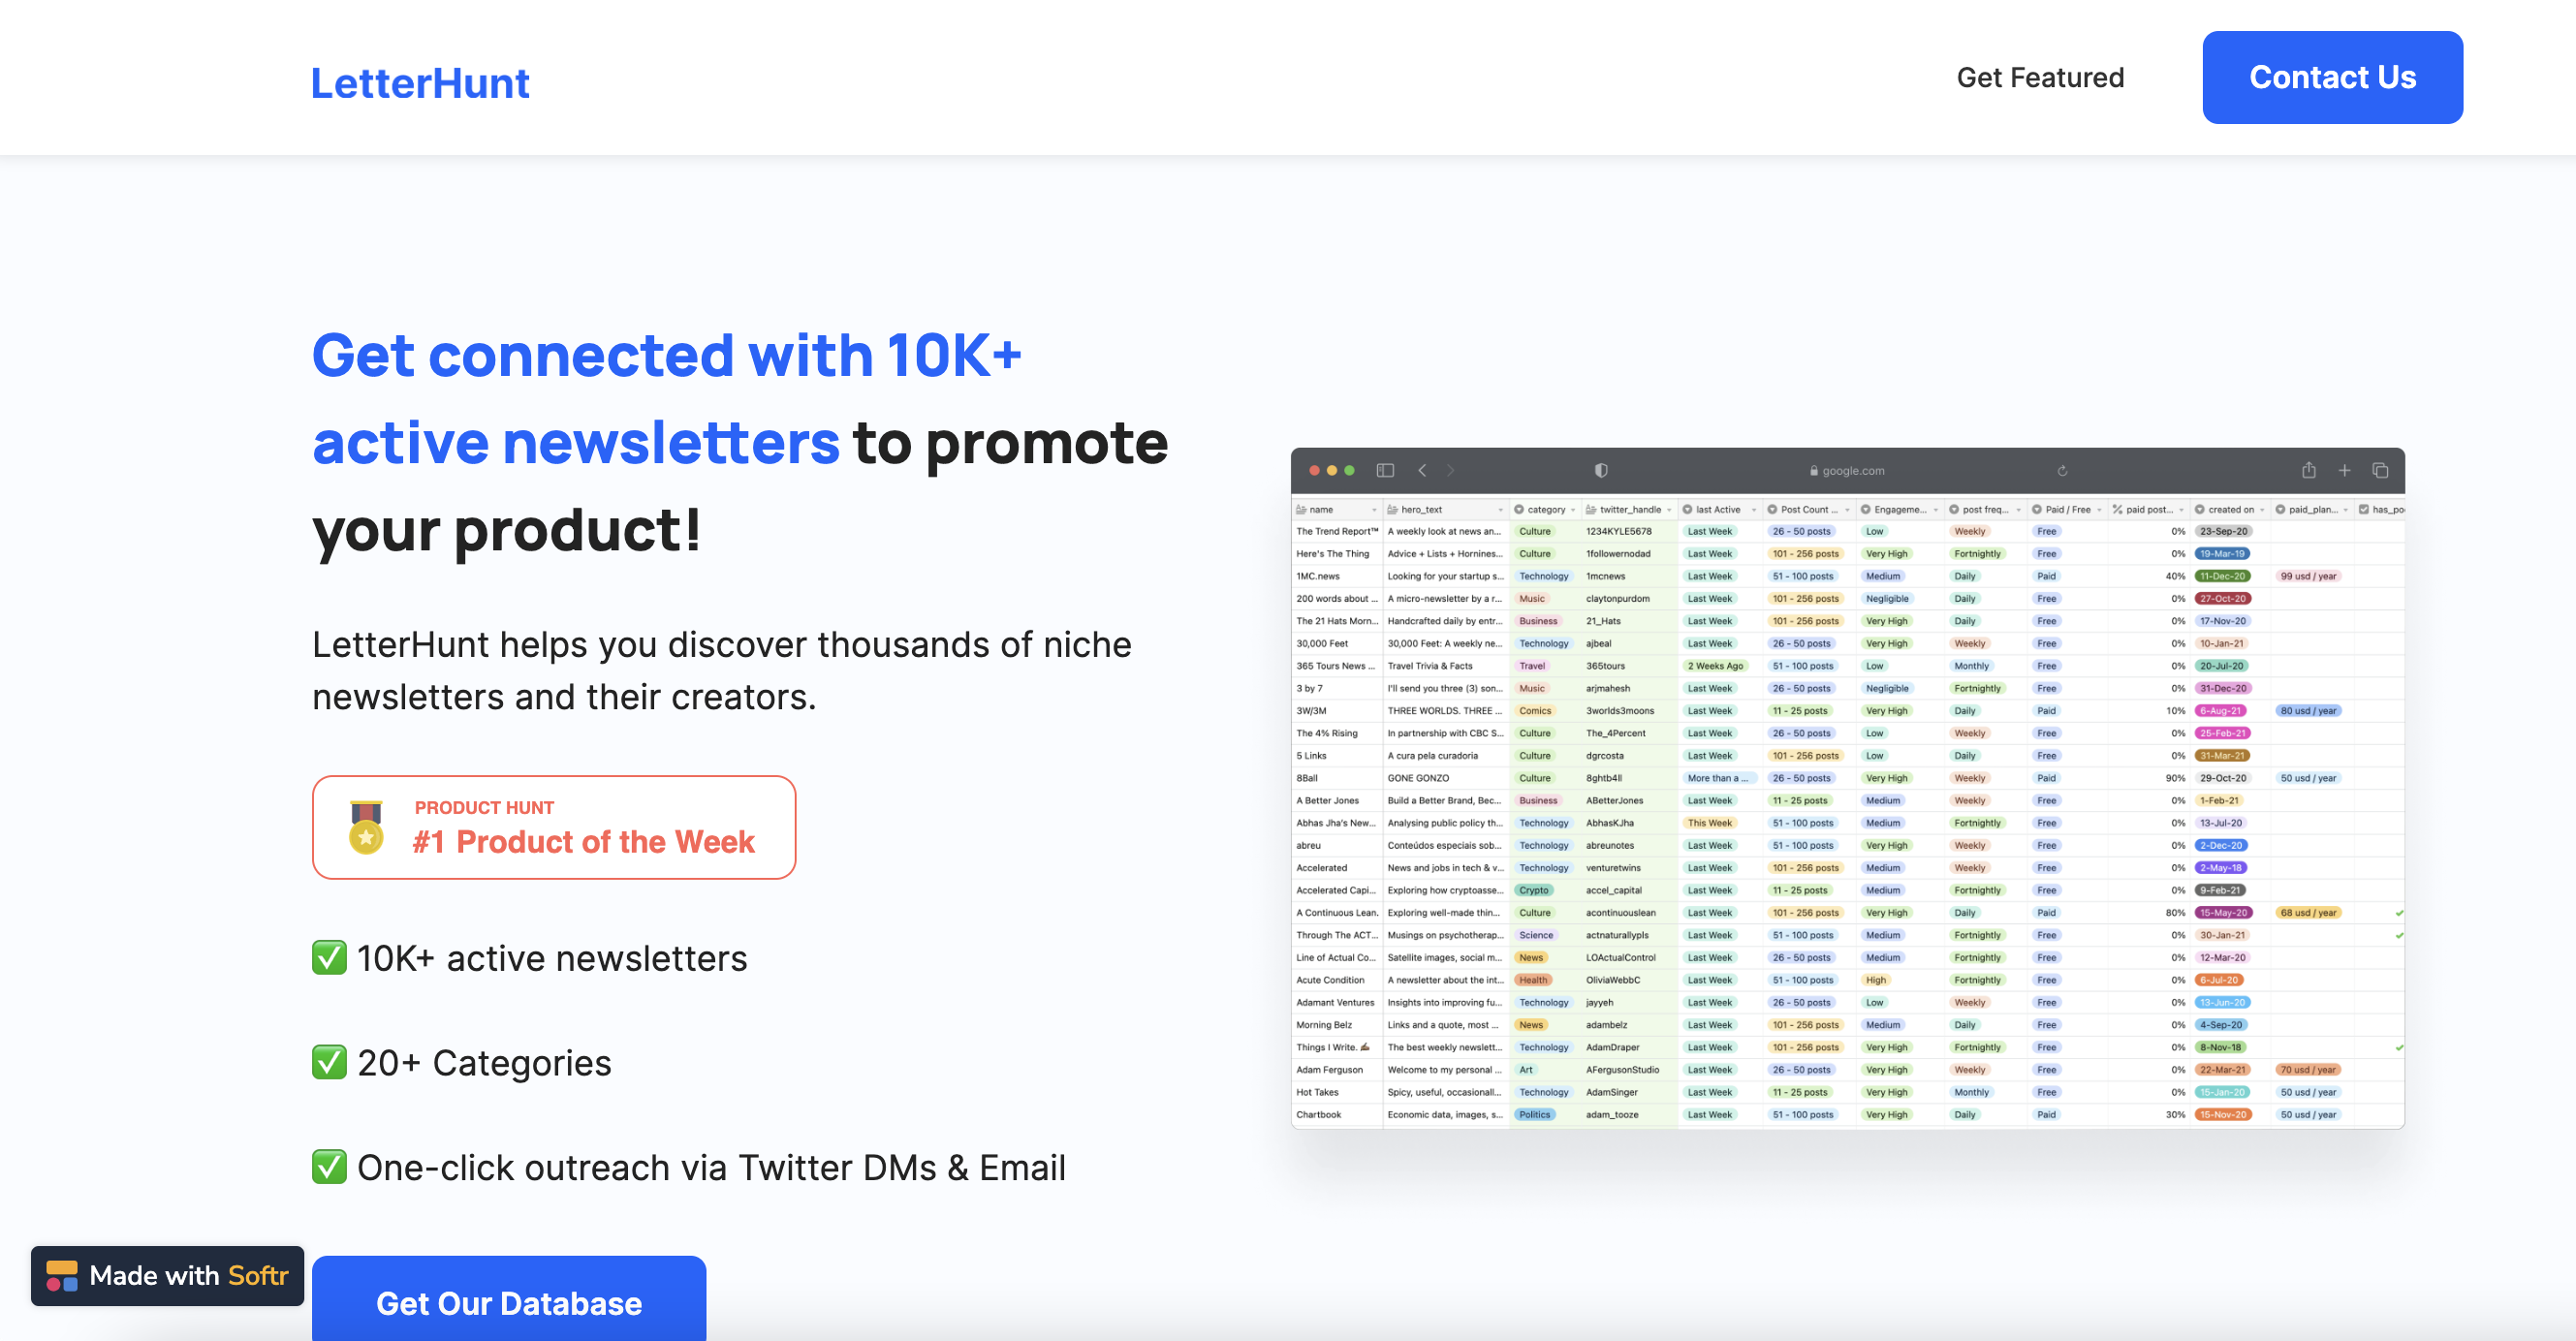 LetterHunt
Get Featured
Contact Us
Get connected with 10K+
active newsletters to promote
your product!
LetterHunt helps you discover thousands of niche
newsletters and their creators.
PRODUCT HUNT
#1 Product of the Week
✅ 10K+ active newsletters
✅ 20+ Categories
✅ One-click outreach via Twitter DMs & Email
Made with Softr
Get Our Database
google.com
name hero_text category twitter_handle last Active Post Count ... Engageme... post freq... Paid / Free paid post... created on paid_plan... has_po
The Trend Report™ A weekly look at news an... Culture 1234KYLE5678 Last Week 26 - 50 posts Low Weekly Free 0% 23-Sep-20
Here's The Thing Advice + Lists + Hornines... Culture 1followernodad Last Week 101 - 256 posts Very High Fortnightly Free 0% 19-Mar-19
1MC.news Looking for your startup s... Technology 1mcnews Last Week 51 - 100 posts Medium Daily Paid 40% 11-Dec-20 99 usd / year
200 words about ... A micro-newsletter by a r... Music claytonpurdom Last Week 101 - 256 posts Negligible Daily Free 0% 27-Oct-20
The 21 Hats Morn... Handcrafted daily by entr... Business 21_Hats Last Week 101 - 256 posts Very High Daily Free 0% 17-Nov-20
30,000 Feet 30,000 Feet: A weekly ne... Technology ajbeal Last Week 26 - 50 posts Very High Weekly Free 0% 10-Jan-21
365 Tours News ... Travel Trivia & Facts Travel 365tours 2 Weeks Ago 51 - 100 posts Low Monthly Free 0% 20-Jul-20
3 by 7 I'll send you three (3) son... Music arjmahesh Last Week 26 - 50 posts Negligible Fortnightly Free 0% 31-Dec-20
3W/3M THREE WORLDS. THREE ... Comics 3worlds3moons Last Week 11 - 25 posts Very High Daily Paid 10% 6-Aug-21 80 usd / year
The 4% Rising In partnership with CBC S... Culture The_4Percent Last Week 26 - 50 posts Low Weekly Free 0% 25-Feb-21
5 Links A cura pela curadoria Culture dgrcosta Last Week 101 - 256 posts Low Daily Free 0% 31-Mar-21
8Ball GONE GONZO Culture 8ghtb4ll More than a ... 26 - 50 posts Very High Weekly Paid 90% 29-Oct-20 50 usd / year
A Better Jones Build a Better Brand, Bec... Business ABetterJones Last Week 11 - 25 posts Medium Weekly Free 0% 1-Feb-21
Abhas Jha's New... Analysing public policy th... Technology AbhasKJha This Week 51 - 100 posts Medium Fortnightly Free 0% 13-Jul-20
abreu Conteúdos especiais sob... Technology abreunotes Last Week 51 - 100 posts Very High Weekly Free 0% 2-Dec-20
Accelerated News and jobs in tech & v... Technology venturetwins Last Week 101 - 256 posts Medium Weekly Free 0% 2-May-18
Accelerated Capi... Exploring how cryptoasse... Crypto accel_capital Last Week 11 - 25 posts Medium Fortnightly Free 0% 9-Feb-21
A Continuous Lean. Exploring well-made thin... Culture acontinuouslean Last Week 101 - 256 posts Very High Daily Paid 80% 15-May-20 68 usd / year
Through The ACT... Musings on psychotherap... Science actnaturallypls Last Week 51 - 100 posts Medium Fortnightly Free 0% 30-Jan-21
Line of Actual Co... Satellite images, social m... News LOActualControl Last Week 26 - 50 posts Medium Fortnightly Free 0% 12-Mar-20
Acute Condition A newsletter about the int... Health OliviaWebbC Last Week 51 - 100 posts High Fortnightly Free 0% 6-Jul-20
Adamant Ventures Insights into improving fu... Technology jayyeh Last Week 26 - 50 posts Low Weekly Free 0% 13-Jun-20
Morning Belz Links and a quote, most ... News adambelz Last Week 101 - 256 posts Medium Daily Free 0% 4-Sep-20
Things I Write. ✍🏾 The best weekly newslett... Technology AdamDraper Last Week 101 - 256 posts Very High Fortnightly Free 0% 8-Nov-18
Adam Ferguson Welcome to my personal ... Art AFergusonStudio Last Week 26 - 50 posts Very High Weekly Free 0% 22-Mar-21 70 usd / year
Hot Takes Spicy, useful, occasionall... Technology AdamSinger Last Week 11 - 25 posts Very High Monthly Free 0% 15-Jan-20 50 usd / year
Chartbook Economic data, images, s... Politics adam_tooze Last Week 51 - 100 posts Very High Daily Paid 30% 15-Nov-20 50 usd / year